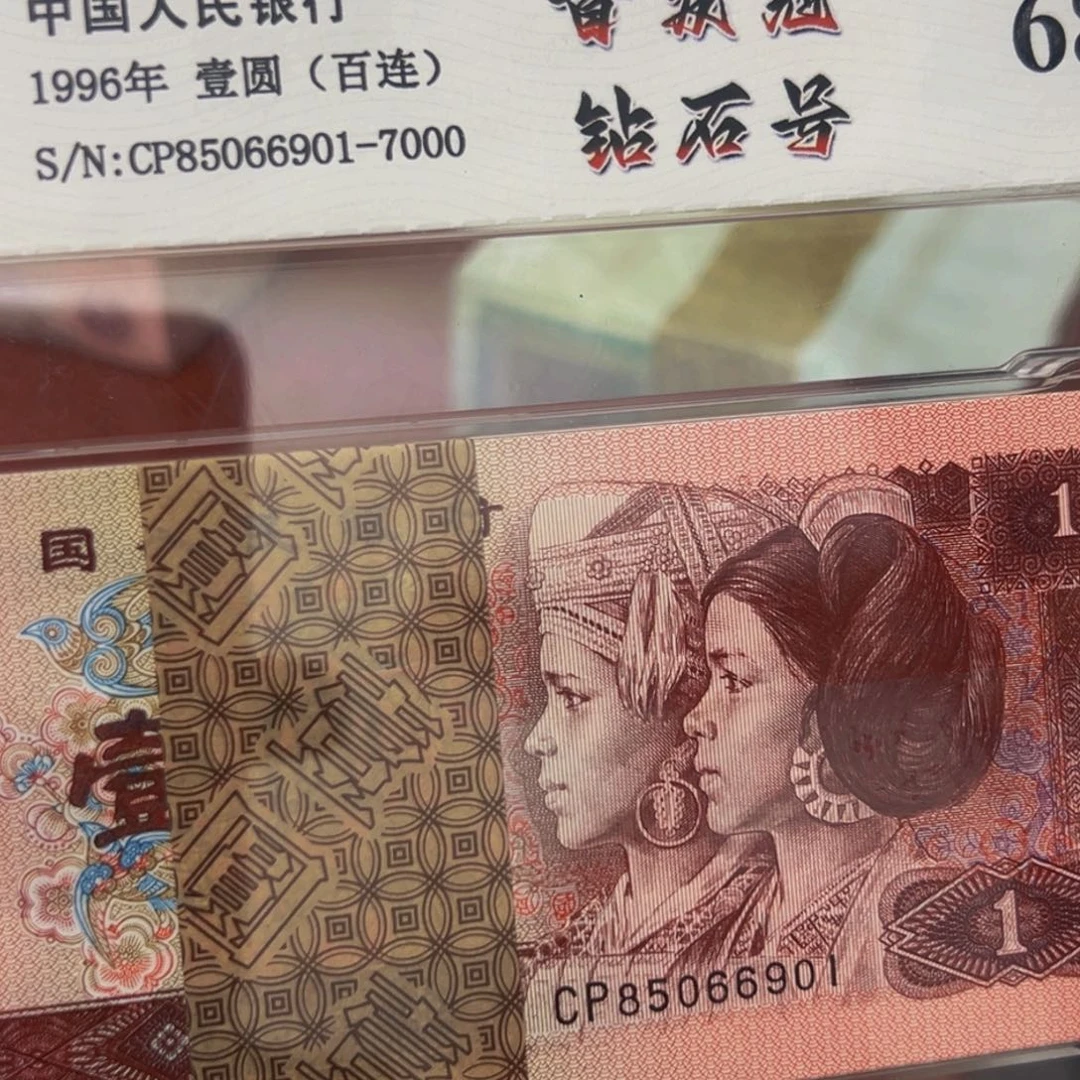 中国人民银行
钻石号
1996年 壹圆（百连）
S/N:CP85066901-7000
国
1
壹
1
CP85066901